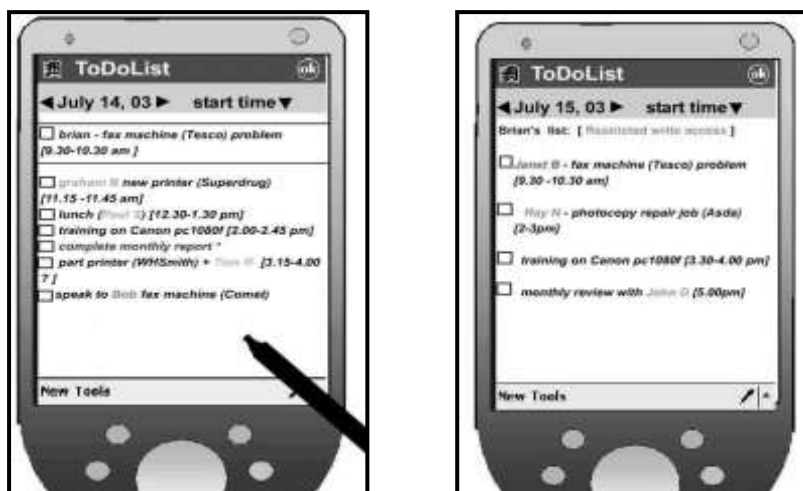 ToDoList
ok
July 14, 03
start time
brian - fax machine (Tesco) problem
[9.30-10.30 am ]
graham B new printer (Superdrug)
[11.15 -11.45 am]
lunch (Paul S) [12.30-1.30 pm]
training on Canon pc1080f [2.00-2.45 pm]
complete monthly report *
part printer (WHSmith) + Tom [3.15-4.00
? ]
speak to Bob fax machine (Comet)
New Tools
ToDoList
ok
July 15, 03
start time
Brian's list: [ Restricted write access ]
Janet B - fax machine (Tesco) problem
[9.30 -10.30 am]
Ray N - photocopy repair job (Asda)
[2-3pm]
training on Canon pc1080f [3.30-4.00 pm]
monthly review with John G [5.00pm]
New Tools